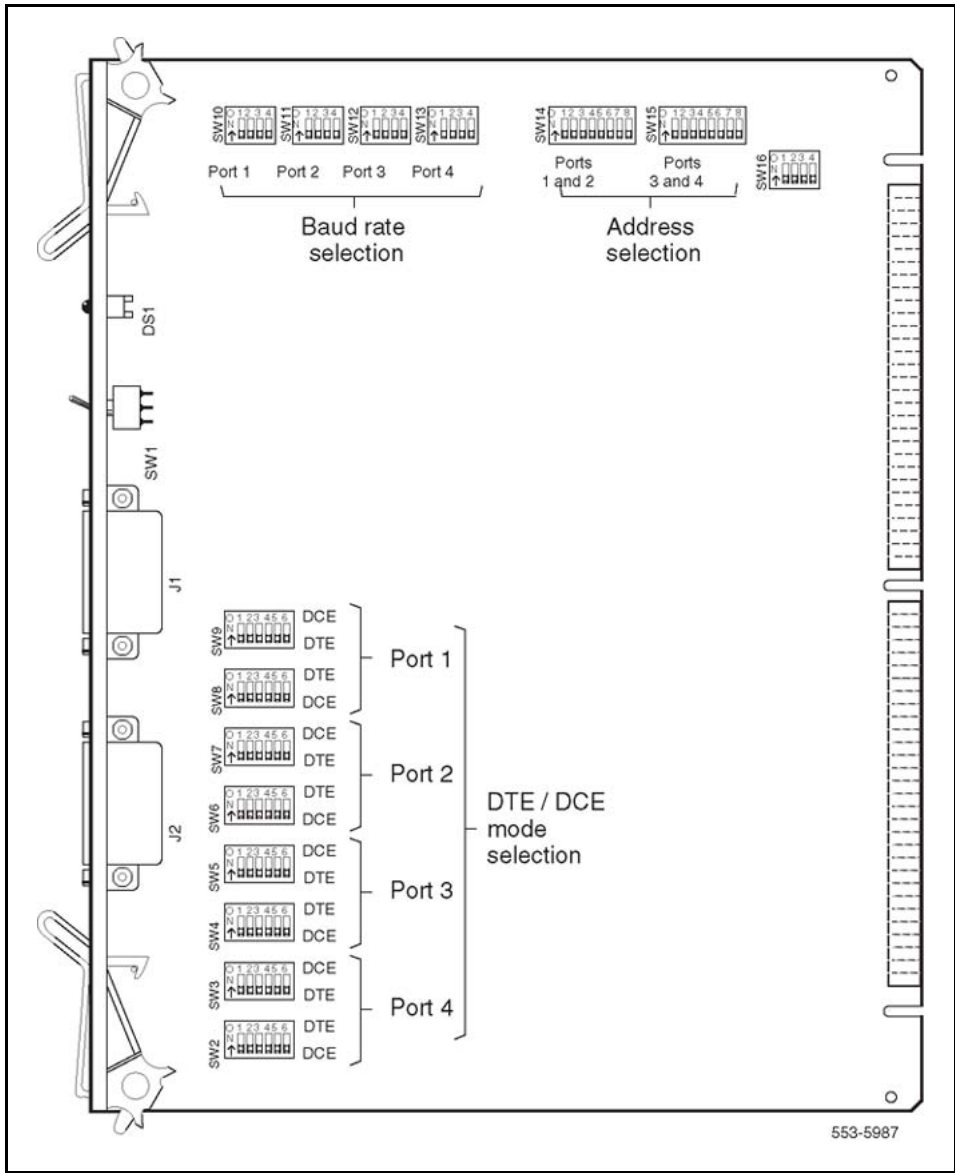 SW10
O 1 2 3 4
N
SW11
O 1 2 3 4
N
SW12
O 1 2 3 4
N
SW13
O 1 2 3 4
N
SW14
O 1 2 3 4 5 6 7 8
N
SW15
O 1 2 3 4 5 6 7 8
N
SW16
O 1 2 3 4
N
Port 1
Port 2
Port 3
Port 4
Ports
1 and 2
Ports
3 and 4
Baud rate
selection
Address
selection
DS1
SW1
J1
J2
SW9
O 1 2 3 4 5 6
N
DCE
DTE
SW8
O 1 2 3 4 5 6
N
DTE
DCE
Port 1
SW7
O 1 2 3 4 5 6
N
DCE
DTE
SW6
O 1 2 3 4 5 6
N
DTE
DCE
Port 2
SW5
O 1 2 3 4 5 6
N
DCE
DTE
SW4
O 1 2 3 4 5 6
N
DTE
DCE
Port 3
SW3
O 1 2 3 4 5 6
N
DCE
DTE
SW2
O 1 2 3 4 5 6
N
DTE
DCE
Port 4
DTE / DCE
mode
selection
553-5987